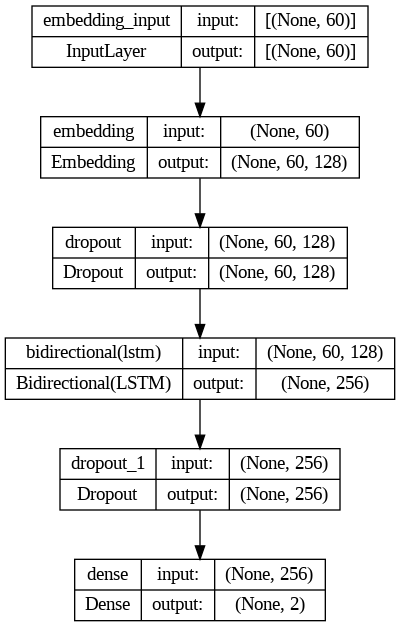 embedding_input input: [(None, 60)]
InputLayer output: [(None, 60)]
embedding input: (None, 60)
Embedding output: (None, 60, 128)
dropout input: (None, 60, 128)
Dropout output: (None, 60, 128)
bidirectional(lstm) input: (None, 60, 128)
Bidirectional(LSTM) output: (None, 256)
dropout_1 input: (None, 256)
Dropout output: (None, 256)
dense input: (None, 256)
Dense output: (None, 2)